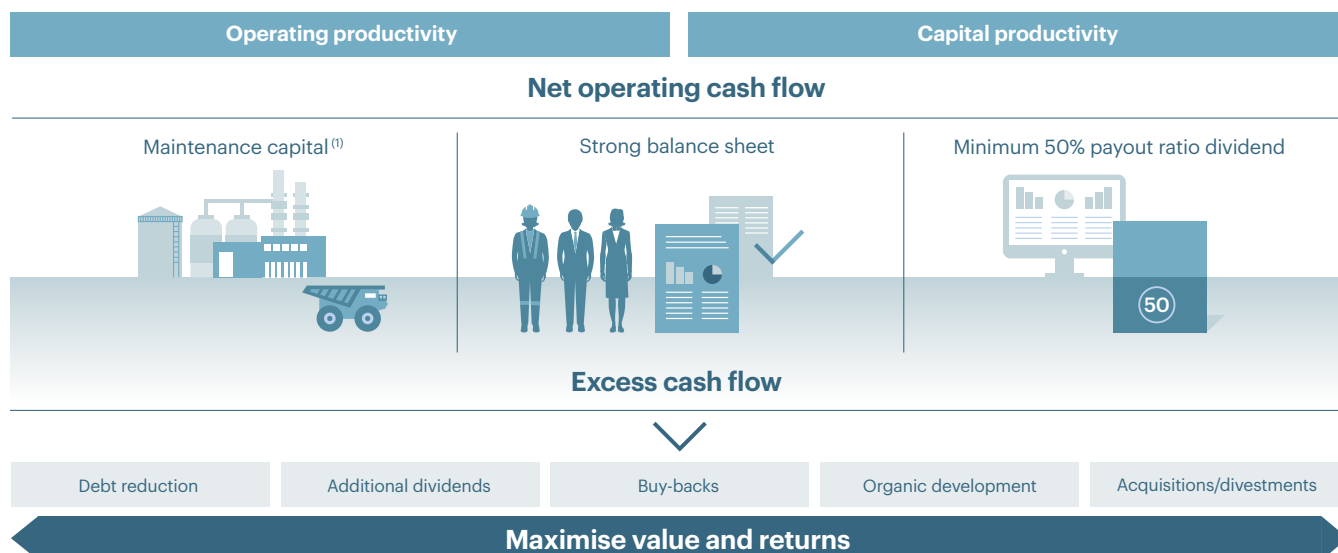 Operating productivity
Capital productivity
Net operating cash flow
Maintenance capital (1)
Strong balance sheet
Minimum 50% payout ratio dividend
50
Excess cash flow
Debt reduction
Additional dividends
Buy-backs
Organic development
Acquisitions/divestments
Maximise value and returns